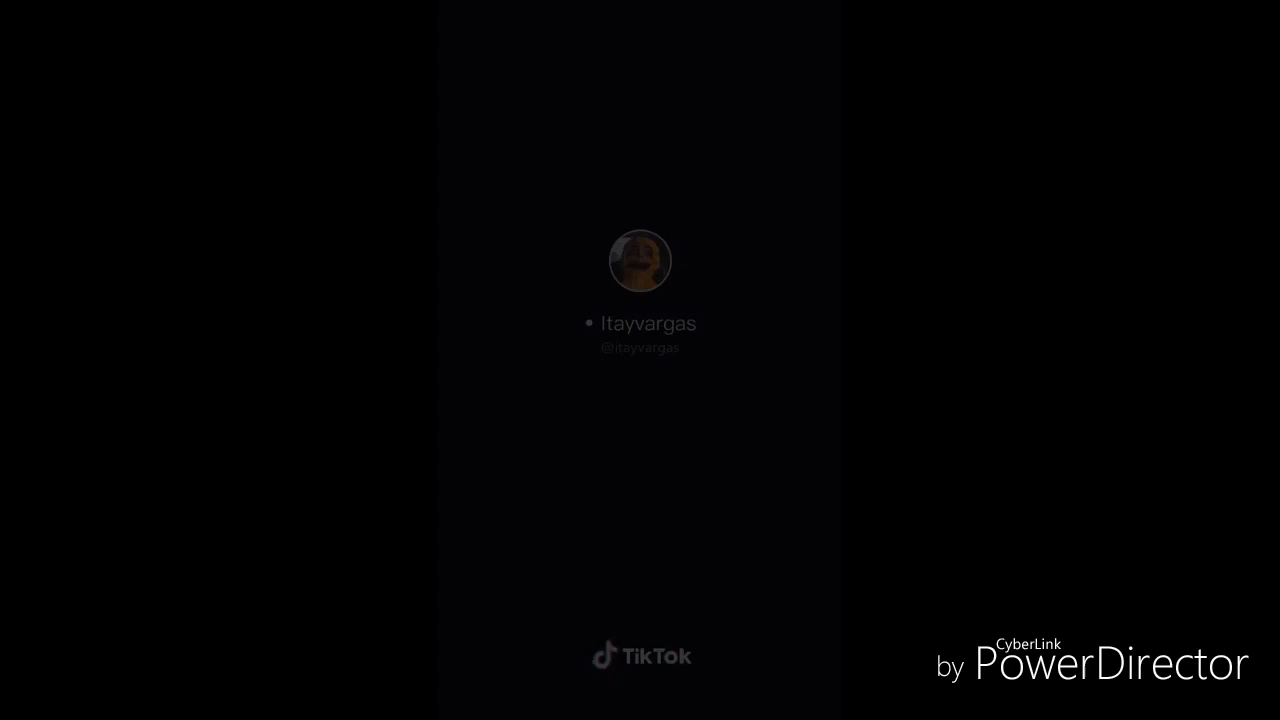 • Itayvargas
@itayvargas
TikTok
CyberLink
by PowerDirector